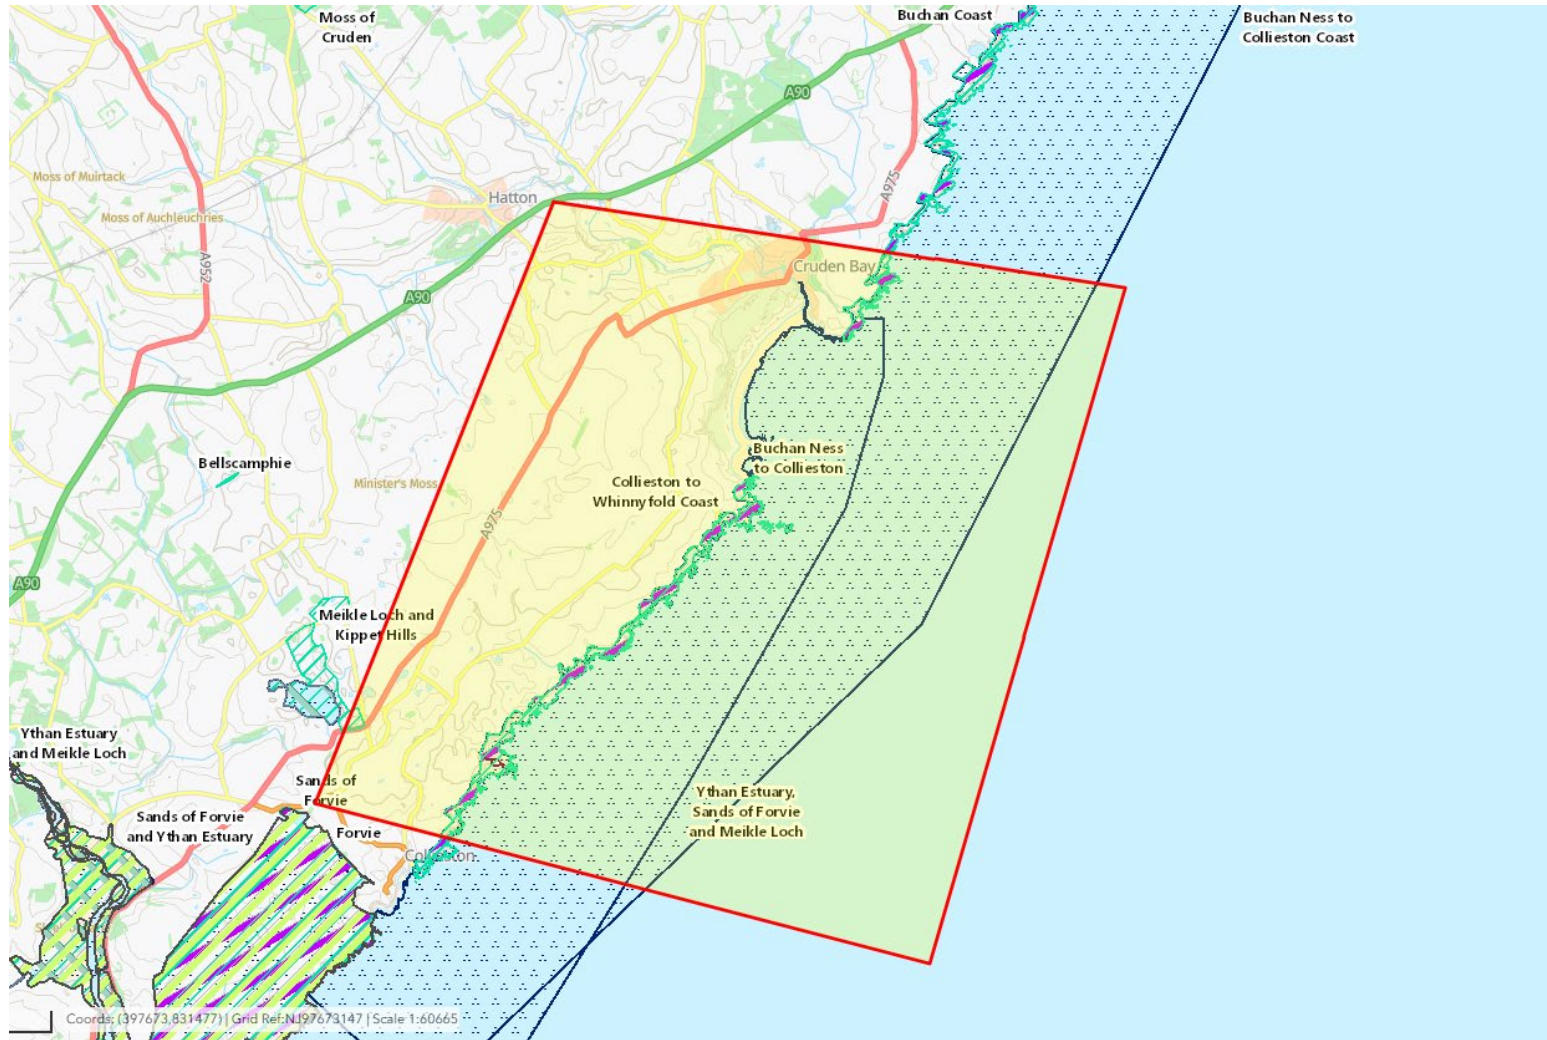 Moss of
Cruden
Buchan Coast
Buchan Ness to
Collieston Coast
A90
Moss of Muirtack
Hatton
A975
Moss of Auchleuchries
A952
Cruden Bay
A90
Bellscamphie
Minister's Moss
Buchan Ness
to Collieston
Collieston to
Whinnyfold Coast
A975
A90
Meikle Loch and
Kippet Hills
Ythan Estuary
and Meikle Loch
Sands of
Forvie
Ythan Estuary,
Sands of Forvie
and Meikle Loch
Sands of Forvie
and Ythan Estuary
Forvie
Collieston
Coords: (397673,831477) | Grid Ref:NJ97673147 | Scale 1:60665